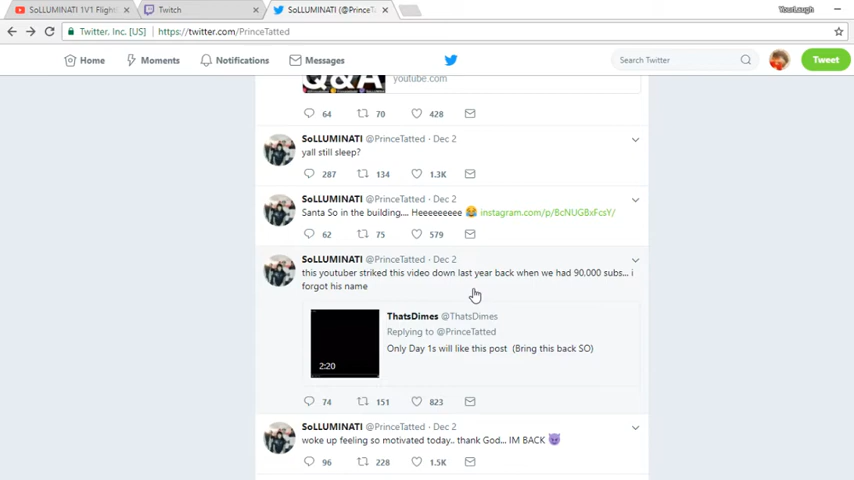 SoLLUMINATI 1V1 Flight
Twitch
SoLLUMINATI (@PrinceT
YourLaugh
Twitter, Inc. [US] https://twitter.com/PrinceTatted
Home Moments Notifications Messages Search Twitter Tweet
Q&A youtube.com
64 70 428
SoLLUMINATI @PrinceTatted · Dec 2
yall still sleep?
287 134 1.3K
SoLLUMINATI @PrinceTatted · Dec 2
Santa So in the building.... Heeeeeeeee 😂 instagram.com/p/BcNUGBxFcsY/
62 75 579
SoLLUMINATI @PrinceTatted · Dec 2
this youtuber striked this video down last year back when we had 90,000 subs... i
forgot his name
ThatsDimes @ThatsDimes
Replying to @PrinceTatted
Only Day 1s will like this post (Bring this back SO)
2:20
74 151 823
SoLLUMINATI @PrinceTatted · Dec 2
woke up feeling so motivated today.. thank God... IM BACK 😈
96 228 1.5K